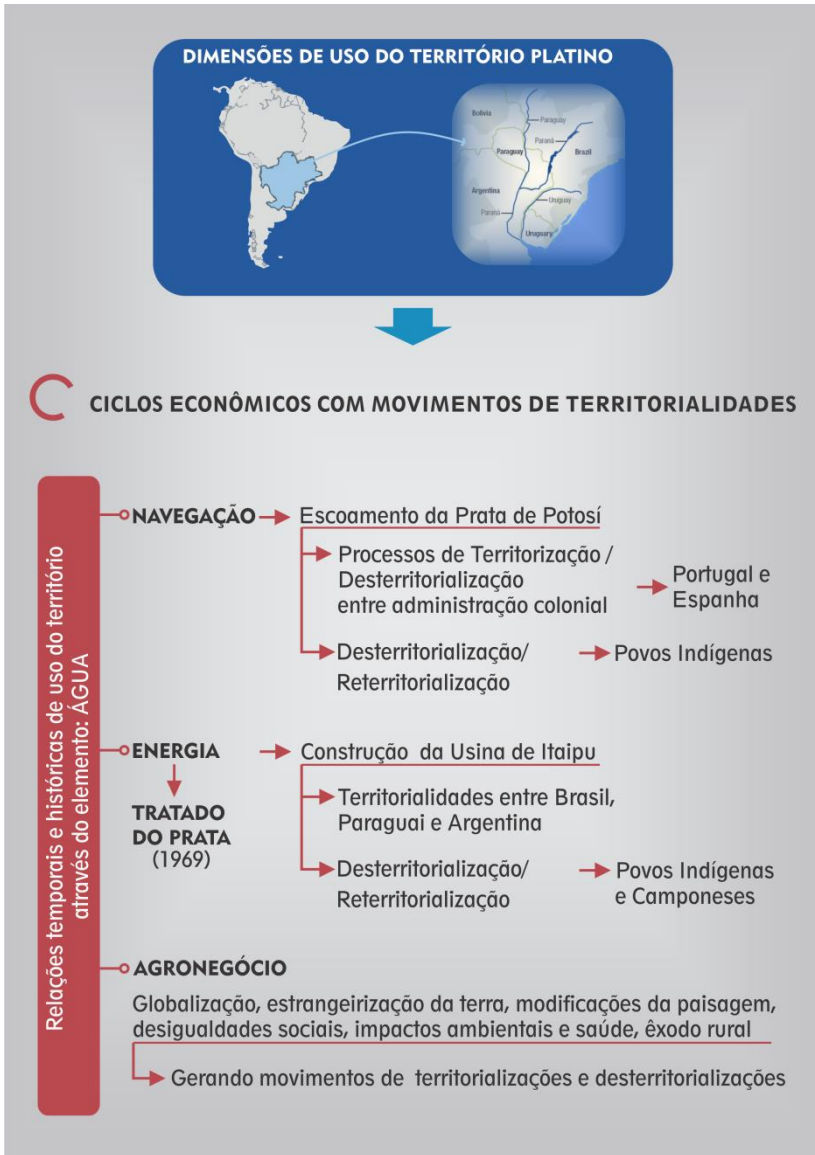 DIMENSÕES DE USO DO TERRITÓRIO PLATINO
Bolivia
Paraguay
Paraná
Paraguay
Brazil
Argentina
Uruguay
Paraná
Uruguary
CICLOS ECONÔMICOS COM MOVIMENTOS DE TERRITORIALIDADES
Relações temporais e históricas de uso do território
através do elemento: ÁGUA
NAVEGAÇÃO
Escoamento da Prata de Potosí
Processos de Territorização /
Desterritorialização
entre administração colonial
Portugal e
Espanha
Desterritorialização/
Reterritorialização
Povos Indígenas
ENERGIA
Construção da Usina de Itaipu
TRATADO
DO PRATA
(1969)
Territorialidades entre Brasil,
Paraguai e Argentina
Desterritorialização/
Reterritorialização
Povos Indígenas
e Camponeses
AGRONEGÓCIO
Globalização, estrangeirização da terra, modificações da paisagem,
desigualdades sociais, impactos ambientais e saúde, êxodo rural
Gerando movimentos de territorializações e desterritorializações